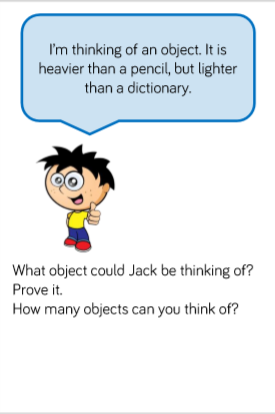 I'm thinking of an object. It is
heavier than a pencil, but lighter
than a dictionary.
What object could Jack be thinking of?
Prove it.
How many objects can you think of?